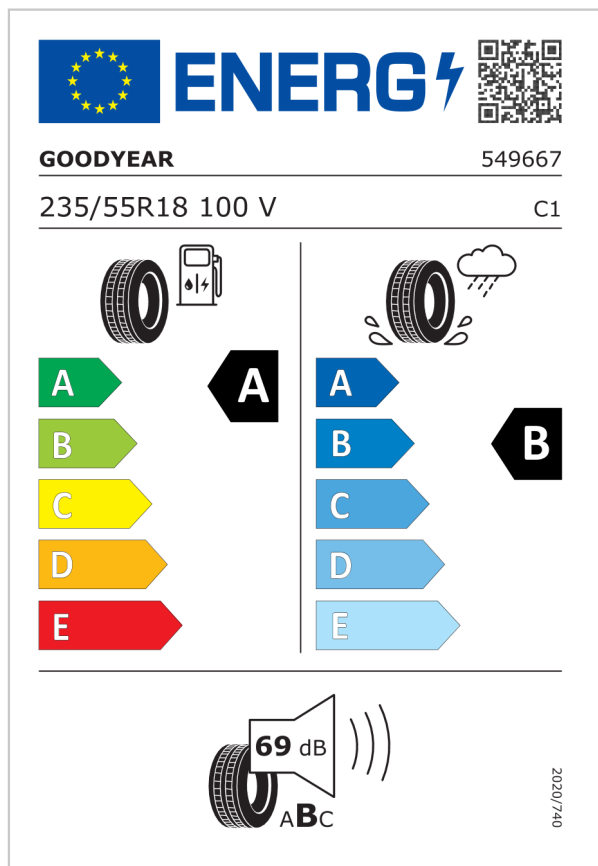 ENERG
GOODYEAR 549667
235/55R18 100 V C1
A A
B
C
D
E
A
B B
C
D
E
69 dB
ABC
2020/740